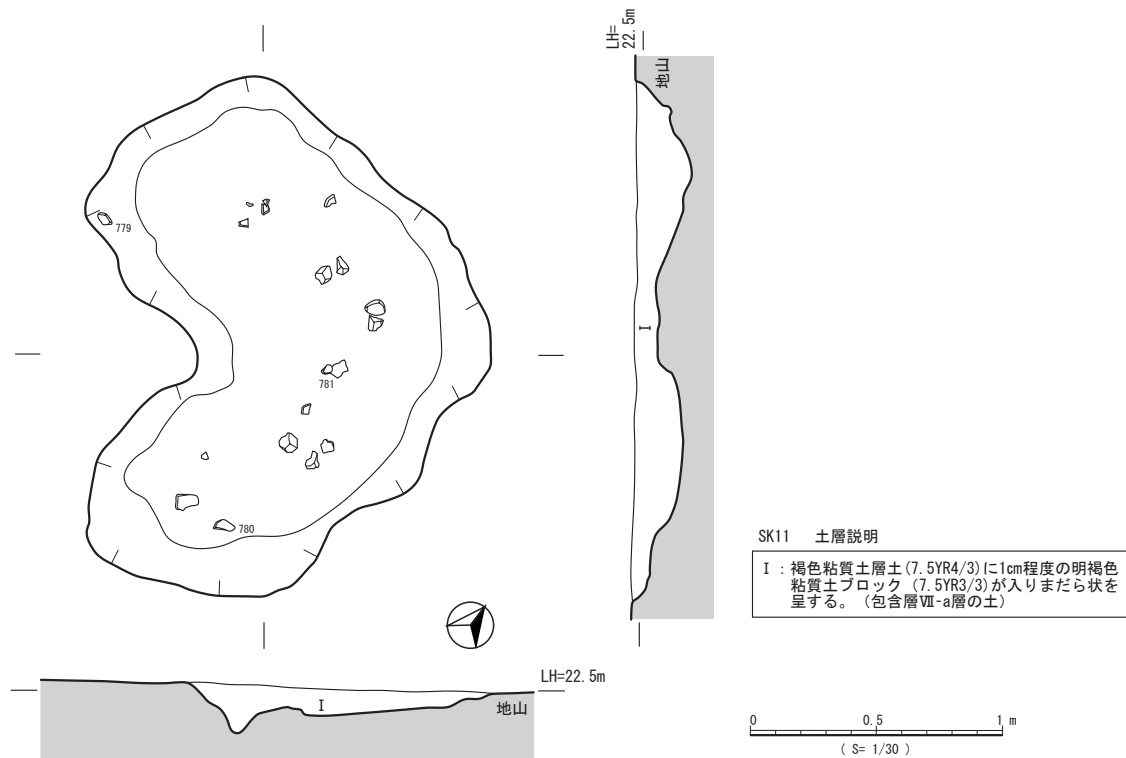 LH=
22.5m
地山
779
I
781
780
SK11　土層説明
I：褐色粘質土層土(7.5YR4/3)に1cm程度の明褐色
粘質土ブロック (7.5YR3/3)が入りまだら状を
呈する。（包含層Ⅶ-a層の土）
LH=22.5m
I
地山
0 0.5 1 m
( S= 1/30 )